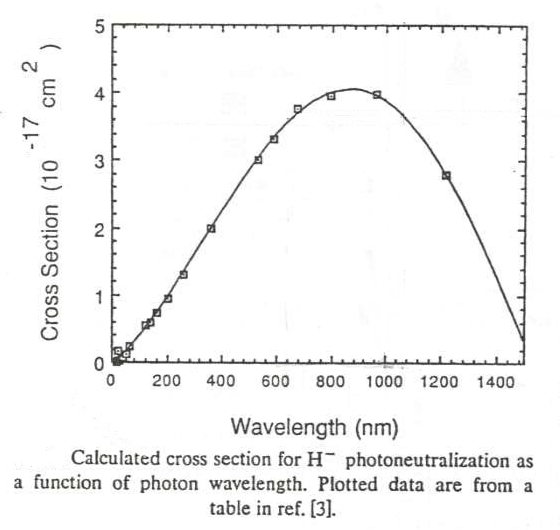 5
4
3
2
1
0
Cross Section (10 -17 cm 2)
0 200 400 600 800 1000 1200 1400
Wavelength (nm)
Calculated cross section for H⁻ photoneutralization as
a function of photon wavelength. Plotted data are from a
table in ref. [3].